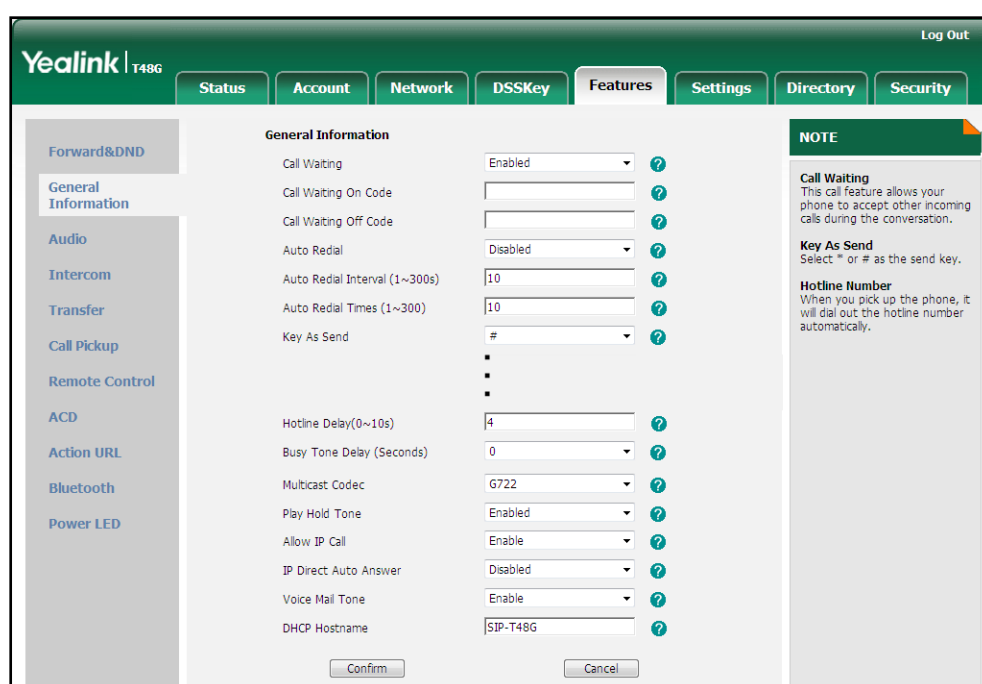 Log Out
Yealink T48G
Status Account Network DSSKey Features Settings Directory Security
Forward&DND
General
Information
Audio
Intercom
Transfer
Call Pickup
Remote Control
ACD
Action URL
Bluetooth
Power LED
General Information
Call Waiting Enabled ?
Call Waiting On Code ?
Call Waiting Off Code ?
Auto Redial Disabled ?
Auto Redial Interval (1~300s) 10 ?
Auto Redial Times (1~300) 10 ?
Key As Send # ?
Hotline Delay(0~10s) 4 ?
Busy Tone Delay (Seconds) 0 ?
Multicast Codec G722 ?
Play Hold Tone Enabled ?
Allow IP Call Enable ?
IP Direct Auto Answer Disabled ?
Voice Mail Tone Enable ?
DHCP Hostname SIP-T48G ?
Confirm Cancel
NOTE
Call Waiting
This call feature allows your
phone to accept other incoming
calls during the conversation.
Key As Send
Select * or # as the send key.
Hotline Number
When you pick up the phone, it
will dial out the hotline number
automatically.